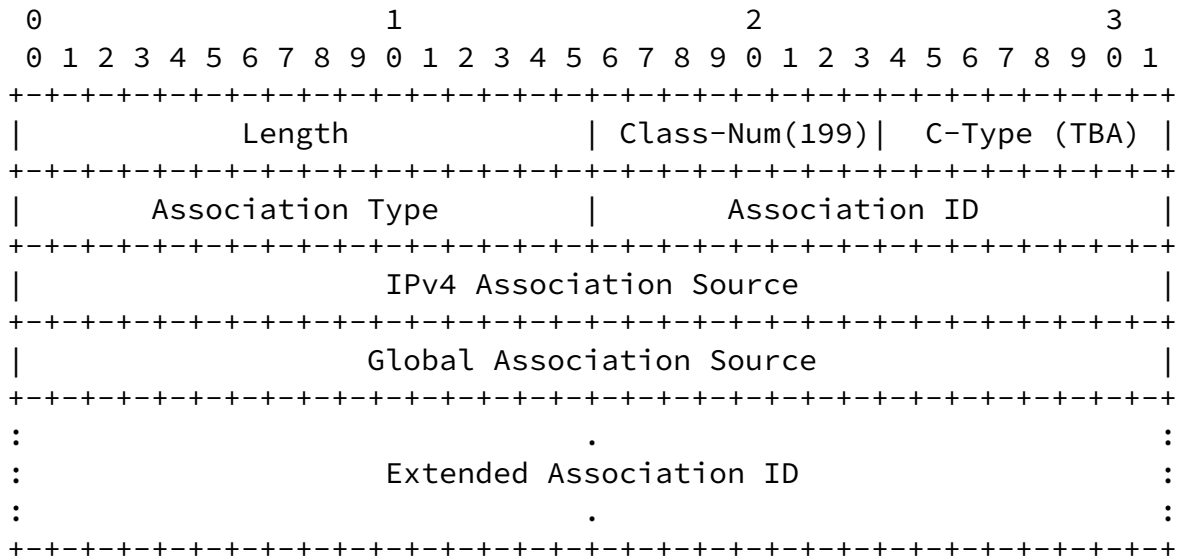 0                   1                   2                   3
 0 1 2 3 4 5 6 7 8 9 0 1 2 3 4 5 6 7 8 9 0 1 2 3 4 5 6 7 8 9 0 1
+-+-+-+-+-+-+-+-+-+-+-+-+-+-+-+-+-+-+-+-+-+-+-+-+-+-+-+-+-+-+-+-+
|            Length             | Class-Num(199)|  C-Type (TBA) |
+-+-+-+-+-+-+-+-+-+-+-+-+-+-+-+-+-+-+-+-+-+-+-+-+-+-+-+-+-+-+-+-+
|       Association Type        |       Association ID          |
+-+-+-+-+-+-+-+-+-+-+-+-+-+-+-+-+-+-+-+-+-+-+-+-+-+-+-+-+-+-+-+-+
|                    IPv4 Association Source                    |
+-+-+-+-+-+-+-+-+-+-+-+-+-+-+-+-+-+-+-+-+-+-+-+-+-+-+-+-+-+-+-+-+
|                   Global Association Source                   |
+-+-+-+-+-+-+-+-+-+-+-+-+-+-+-+-+-+-+-+-+-+-+-+-+-+-+-+-+-+-+-+-+
:                               .                               :
:                    Extended Association ID                    :
:                               .                               :
+-+-+-+-+-+-+-+-+-+-+-+-+-+-+-+-+-+-+-+-+-+-+-+-+-+-+-+-+-+-+-+-+